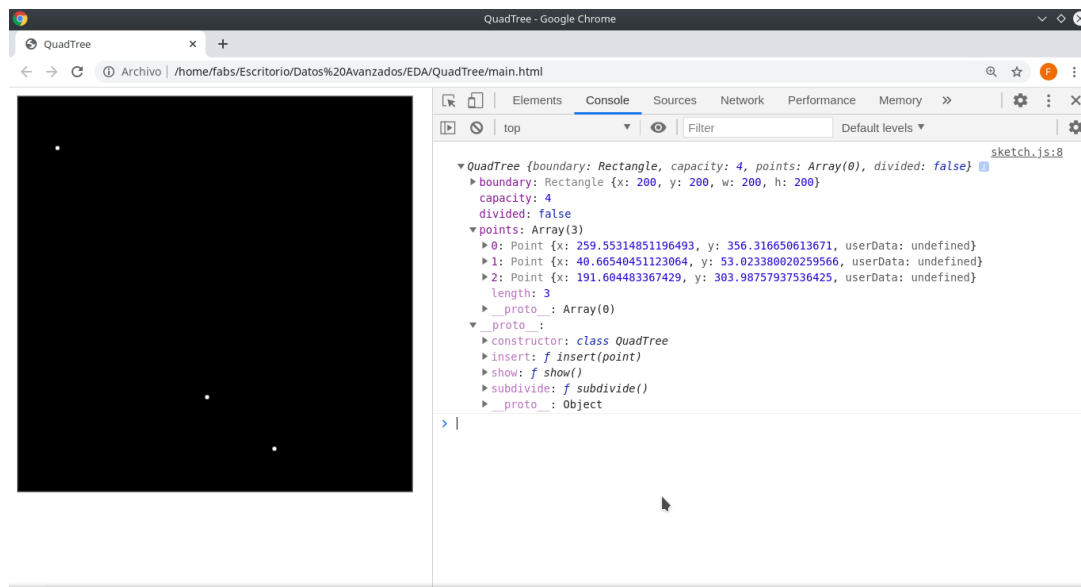 QuadTree - Google Chrome
QuadTree × +
Archivo | /home/fabs/Escritorio/Datos%20Avanzados/EDA/QuadTree/main.html F
Elements Console Sources Network Performance Memory »
top Filter Default levels ▼
sketch.js:8
▼QuadTree {boundary: Rectangle, capacity: 4, points: Array(0), divided: false} i
▶boundary: Rectangle {x: 200, y: 200, w: 200, h: 200}
capacity: 4
divided: false
▼points: Array(3)
▶0: Point {x: 259.55314851196493, y: 356.316650613671, userData: undefined}
▶1: Point {x: 40.66540451123064, y: 53.023380020259566, userData: undefined}
▶2: Point {x: 191.604483367429, y: 303.98757937536425, userData: undefined}
length: 3
▶__proto__: Array(0)
▼__proto__:
▶constructor: class QuadTree
▶insert: ƒ insert(point)
▶show: ƒ show()
▶subdivide: ƒ subdivide()
▶__proto__: Object
>